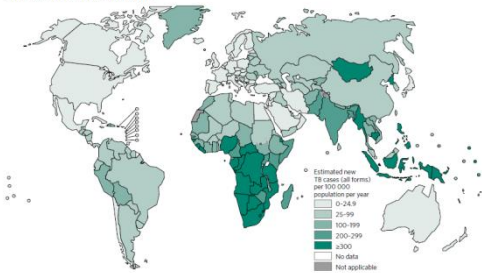 Estimated new
TB cases (all forms)
per 100 000
population per year
0–24.9
25–99
100–199
200–299
≥300
No data
Not applicable